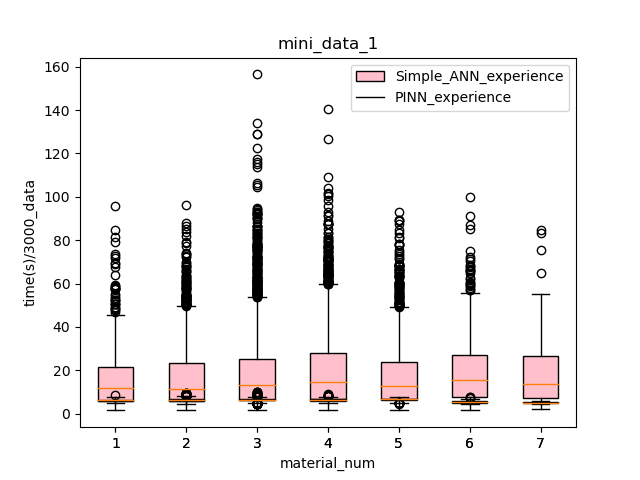 mini_data_1
Simple_ANN_experience
PINN_experience
160
140
120
100
80
60
40
20
0
time(s)/3000_data
1 2 3 4 5 6 7
material_num